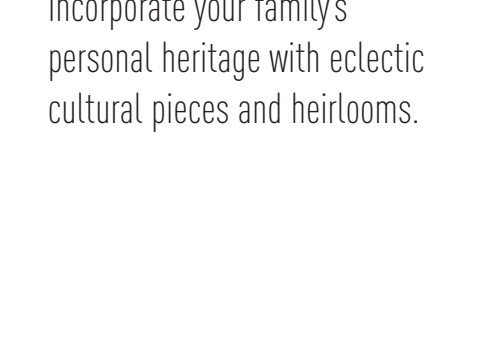 incorporate your family's
personal heritage with eclectic
cultural pieces and heirlooms.